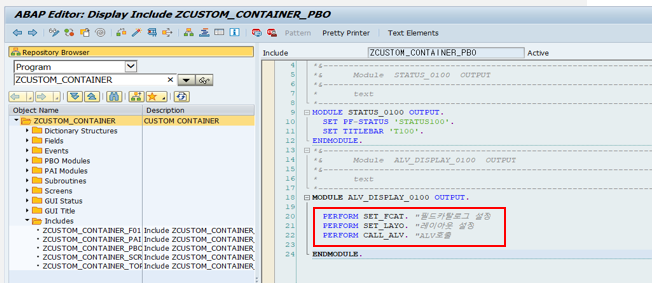 ABAP Editor: Display Include ZCUSTOM_CONTAINER_PBO
Pattern Pretty Printer Text Elements
Repository Browser
Program
ZCUSTOM_CONTAINER
Object Name Description
ZCUSTOM_CONTAINER CUSTOM CONTAINER
Dictionary Structures
Fields
Events
PBO Modules
PAI Modules
Subroutines
Screens
GUI Status
GUI Title
Includes
ZCUSTOM_CONTAINER_F01 Include ZCUSTOM_CONTAINER_
ZCUSTOM_CONTAINER_PAI Include ZCUSTOM_CONTAINER_
ZCUSTOM_CONTAINER_PBO Include ZCUSTOM_CONTAINER_
ZCUSTOM_CONTAINER_SCR Include ZCUSTOM_CONTAINER_
ZCUSTOM_CONTAINER_TOP Include ZCUSTOM_CONTAINER_
Include ZCUSTOM_CONTAINER_PBO Active
4 *&---------------------------------------------------------------------
5 *& Module STATUS_0100 OUTPUT
6 *&---------------------------------------------------------------------
7 * text
8 *----------------------------------------------------------------------
9 MODULE STATUS_0100 OUTPUT.
10 SET PF-STATUS 'STATUS100'.
11 SET TITLEBAR 'T100'.
12 ENDMODULE.
13 *&---------------------------------------------------------------------
14 *& Module ALV_DISPLAY_0100 OUTPUT
15 *&---------------------------------------------------------------------
16 * text
17 *----------------------------------------------------------------------
18 MODULE ALV_DISPLAY_0100 OUTPUT.
19
20 PERFORM SET_FCAT. "필드카탈로그 설정
21 PERFORM SET_LAYO. "레이아웃 설정
22 PERFORM CALL_ALV. "ALV호출
23
24 ENDMODULE.